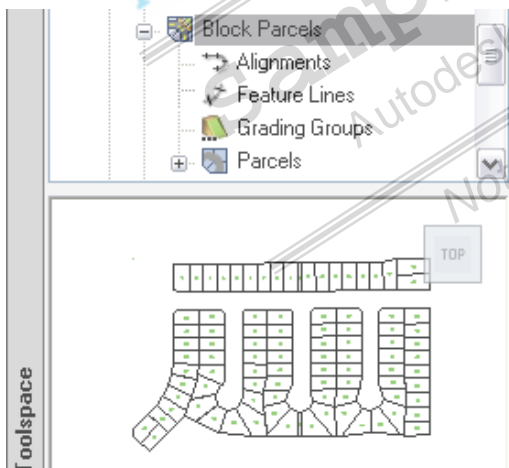 Block Parcels
Alignments
Feature Lines
Grading Groups
Parcels
TOP
Toolspace